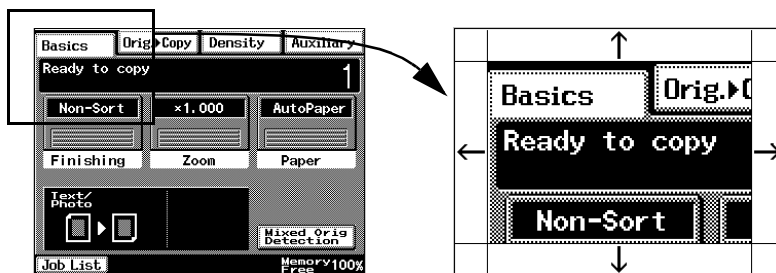 Basics Orig.▸Copy Density Auxiliary
Ready to copy 1
Non-Sort ×1.000 AutoPaper
Finishing Zoom Paper
Text/
Photo
Mixed Orig
Detection
Job List Memory
Free 100%
Basics Orig.▸C
Ready to copy
Non-Sort